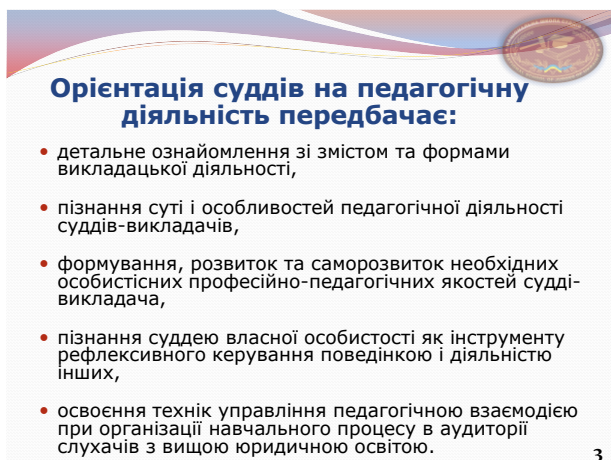 Орієнтація суддів на педагогічну
діяльність передбачає:
• детальне ознайомлення зі змістом та формами
викладацької діяльності,
• пізнання суті і особливостей педагогічної діяльності
суддів-викладачів,
• формування, розвиток та саморозвиток необхідних
особистісних професійно-педагогічних якостей судді-
викладача,
• пізнання суддею власної особистості як інструменту
рефлексивного керування поведінкою і діяльністю
інших,
• освоєння технік управління педагогічною взаємодією
при організації навчального процесу в аудиторії
слухачів з вищою юридичною освітою.
3